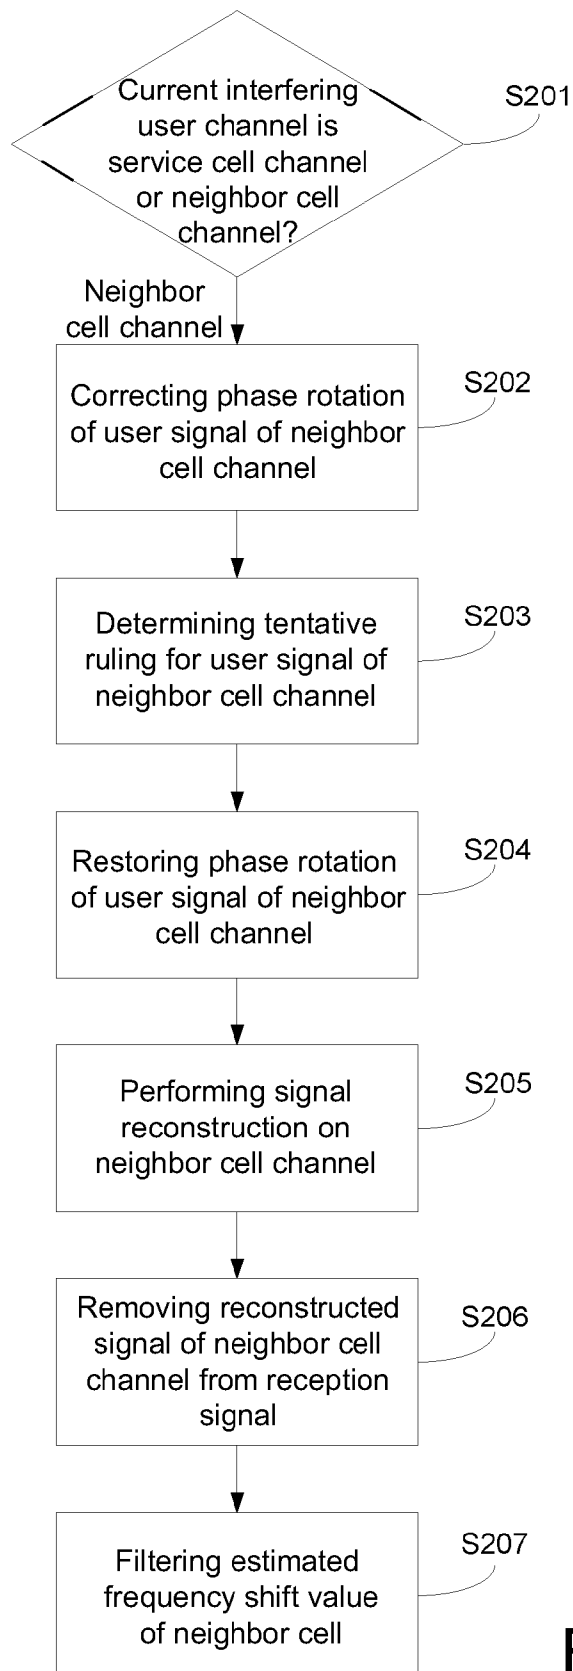 Current interfering
user channel is
service cell channel
or neighbor cell
channel?
S201
Neighbor
cell channel
Correcting phase rotation
of user signal of neighbor
cell channel
S202
Determining tentative
ruling for user signal of
neighbor cell channel
S203
Restoring phase rotation
of user signal of neighbor
cell channel
S204
Performing signal
reconstruction on
neighbor cell channel
S205
Removing reconstructed
signal of neighbor cell
channel from reception
signal
S206
Filtering estimated
frequency shift value
of neighbor cell
S207